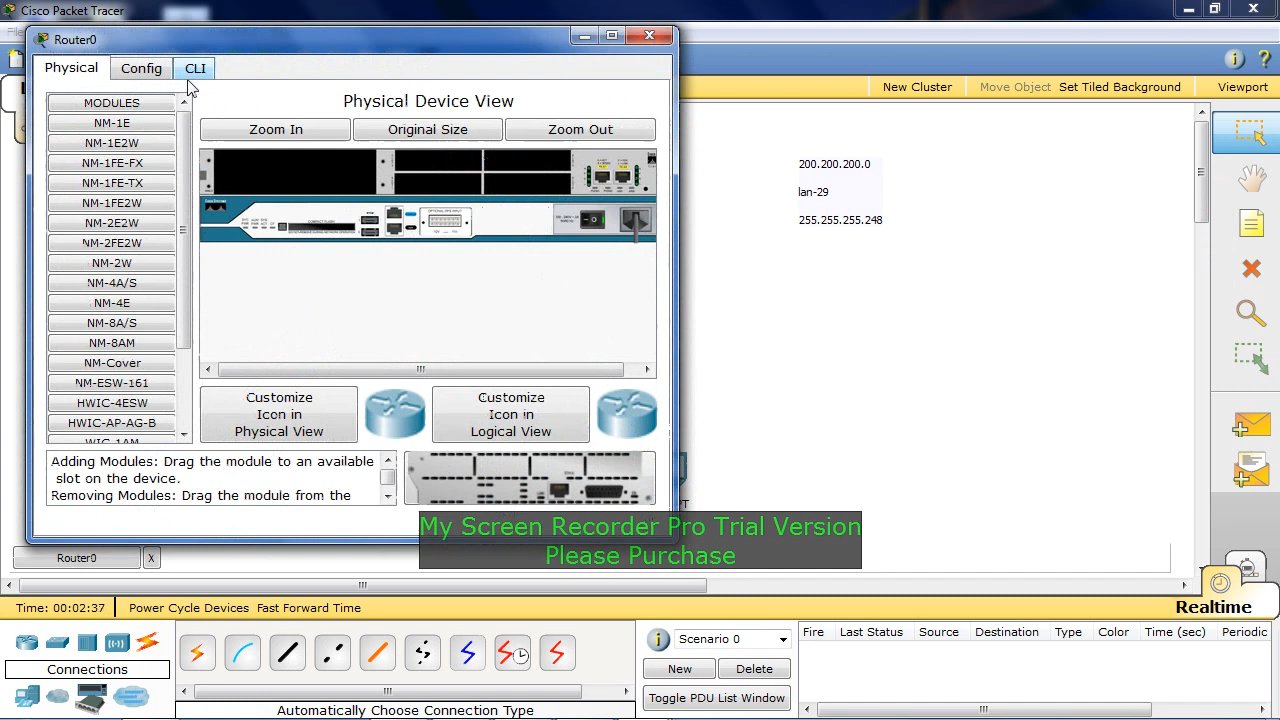 Cisco Packet Tracer
Router0
Physical
Config
CLI
New Cluster
Move Object
Set Tiled Background
Viewport
MODULES
NM-1E
NM-1E2W
NM-1FE-FX
NM-1FE-TX
NM-1FE2W
NM-2E2W
NM-2FE2W
NM-2W
NM-4A/S
NM-4E
NM-8A/S
NM-8AM
NM-Cover
NM-ESW-161
HWIC-4ESW
HWIC-AP-AG-B
WIC-1AM
Physical Device View
Zoom In
Original Size
Zoom Out
Customize
Icon in
Physical View
Customize
Icon in
Logical View
Adding Modules: Drag the module to an available
slot on the device.
Removing Modules: Drag the module from the
200.200.200.0
lan-29
255.255.255.248
My Screen Recorder Pro Trial Version
Please Purchase
Router0
X
Time: 00:02:37
Power Cycle Devices
Fast Forward Time
Realtime
Connections
Automatically Choose Connection Type
Scenario 0
New
Delete
Toggle PDU List Window
Fire
Last Status
Source
Destination
Type
Color
Time (sec)
Periodic